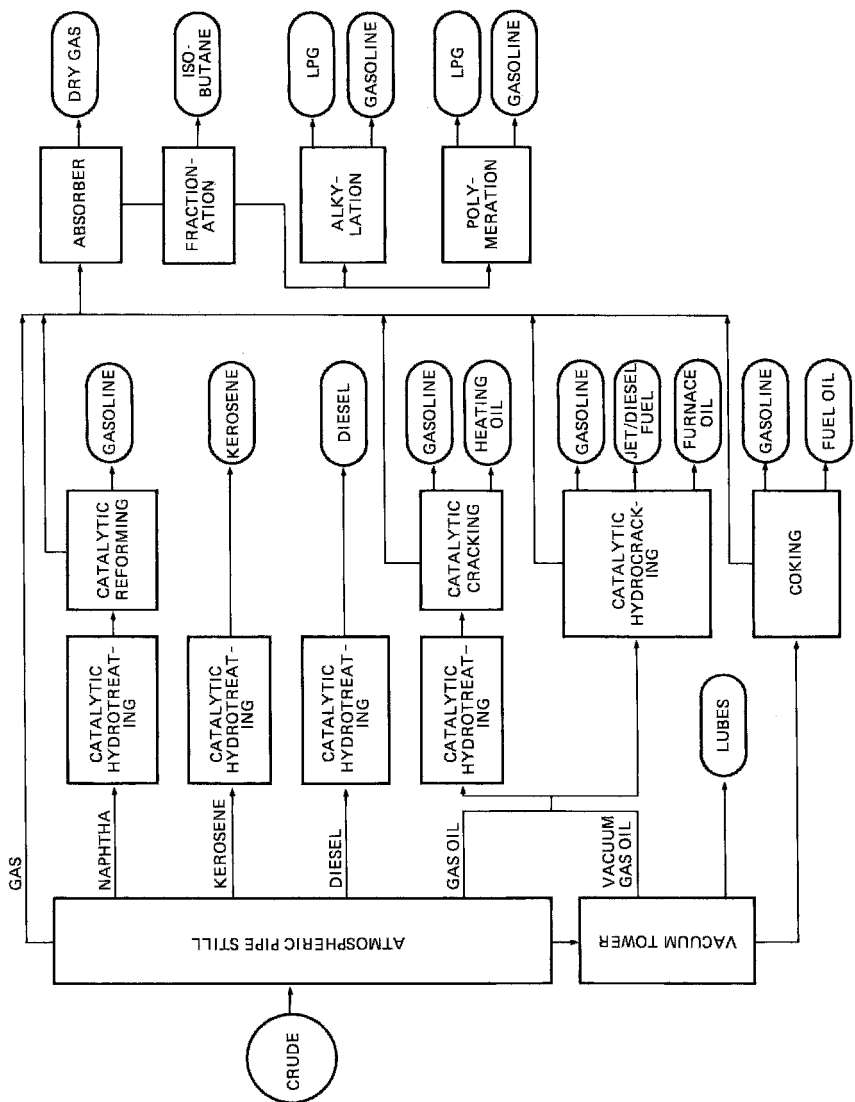 CRUDE
ATMOSPHERIC PIPE STILL
VACUUM TOWER
GAS
NAPHTHA
KEROSENE
DIESEL
GAS OIL
VACUUM
GAS OIL
CATALYTIC
HYDROTREAT-
ING
CATALYTIC
REFORMING
GASOLINE
CATALYTIC
HYDROTREAT-
ING
KEROSENE
CATALYTIC
HYDROTREAT-
ING
DIESEL
CATALYTIC
HYDROTREAT-
ING
CATALYTIC
CRACKING
GASOLINE
HEATING
OIL
CATALYTIC
HYDROCRACK-
ING
GASOLINE
JET/DIESEL
FUEL
FURNACE
OIL
LUBES
COKING
GASOLINE
FUEL OIL
ABSORBER
DRY GAS
FRACTION-
ATION
ISO-
BUTANE
ALKY-
LATION
LPG
GASOLINE
POLY-
MERATION
LPG
GASOLINE